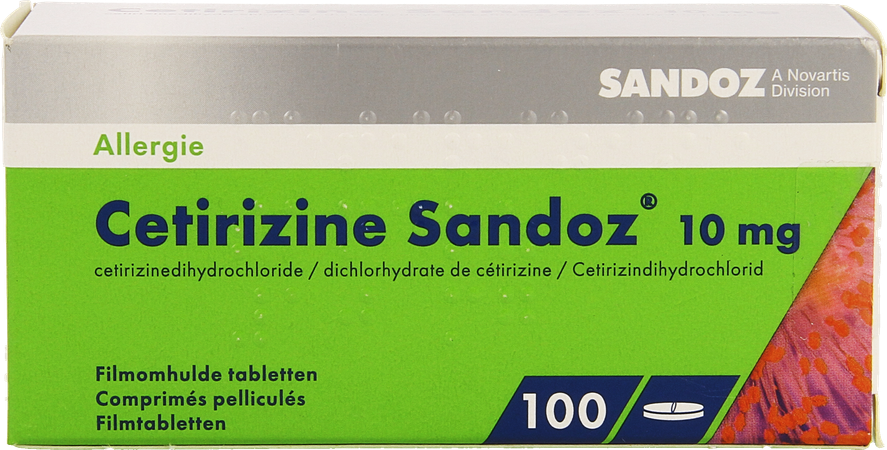 SANDOZ A Novartis Division
Allergie
Cetirizine Sandoz® 10 mg
cetirizinedihydrochloride / dichlorhydrate de cétirizine / Cetirizindihydrochlorid
Filmomhulde tabletten
Comprimés pelliculés
Filmtabletten
100